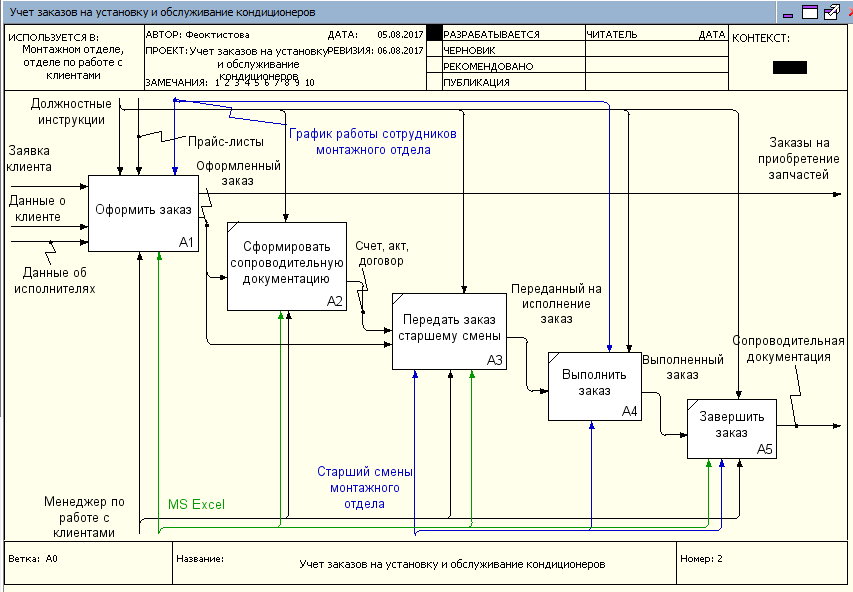 Учет заказов на установку и обслуживание кондиционеров
ИСПОЛЬЗУЕТСЯ В:
Монтажном отделе,
отделе по работе с
клиентами
АВТОР: Феоктистова
ДАТА: 05.08.2017
ПРОЕКТ: Учет заказов на установку
и обслуживание
кондиционеров
РЕВИЗИЯ: 06.08.2017
ЗАМЕЧАНИЯ: 1 2 3 4 5 6 7 8 9 10
РАЗРАБАТЫВАЕТСЯ
ЧЕРНОВИК
РЕКОМЕНДОВАНО
ПУБЛИКАЦИЯ
ЧИТАТЕЛЬ ДАТА
КОНТЕКСТ:
Должностные
инструкции
Прайс-листы
График работы сотрудников
монтажного отдела
Заявка
клиента
Данные о
клиенте
Данные об
исполнителях
Оформить заказ
A1
Оформленный
заказ
Заказы на
приобретение
запчастей
Сформировать
сопроводительную
документацию
A2
Счет, акт,
договор
Передать заказ
старшему смены
A3
Переданный на
исполнение
заказ
Выполнить
заказ
A4
Выполненный
заказ
Завершить
заказ
A5
Сопроводительная
документация
Менеджер по
работе с
клиентами
MS Excel
Старший смены
монтажного
отдела
Ветка: A0
Название:
Учет заказов на установку и обслуживание кондиционеров
Номер: 2